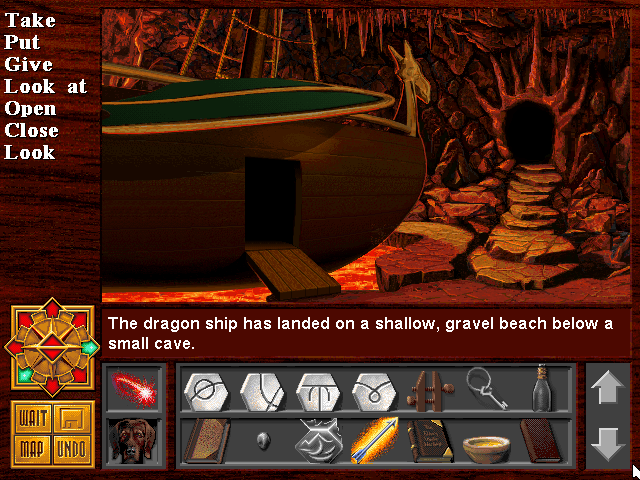 Take
Put
Give
Look at
Open
Close
Look
The dragon ship has landed on a shallow, gravel beach below a
small cave.
WAIT
MAP UNDO